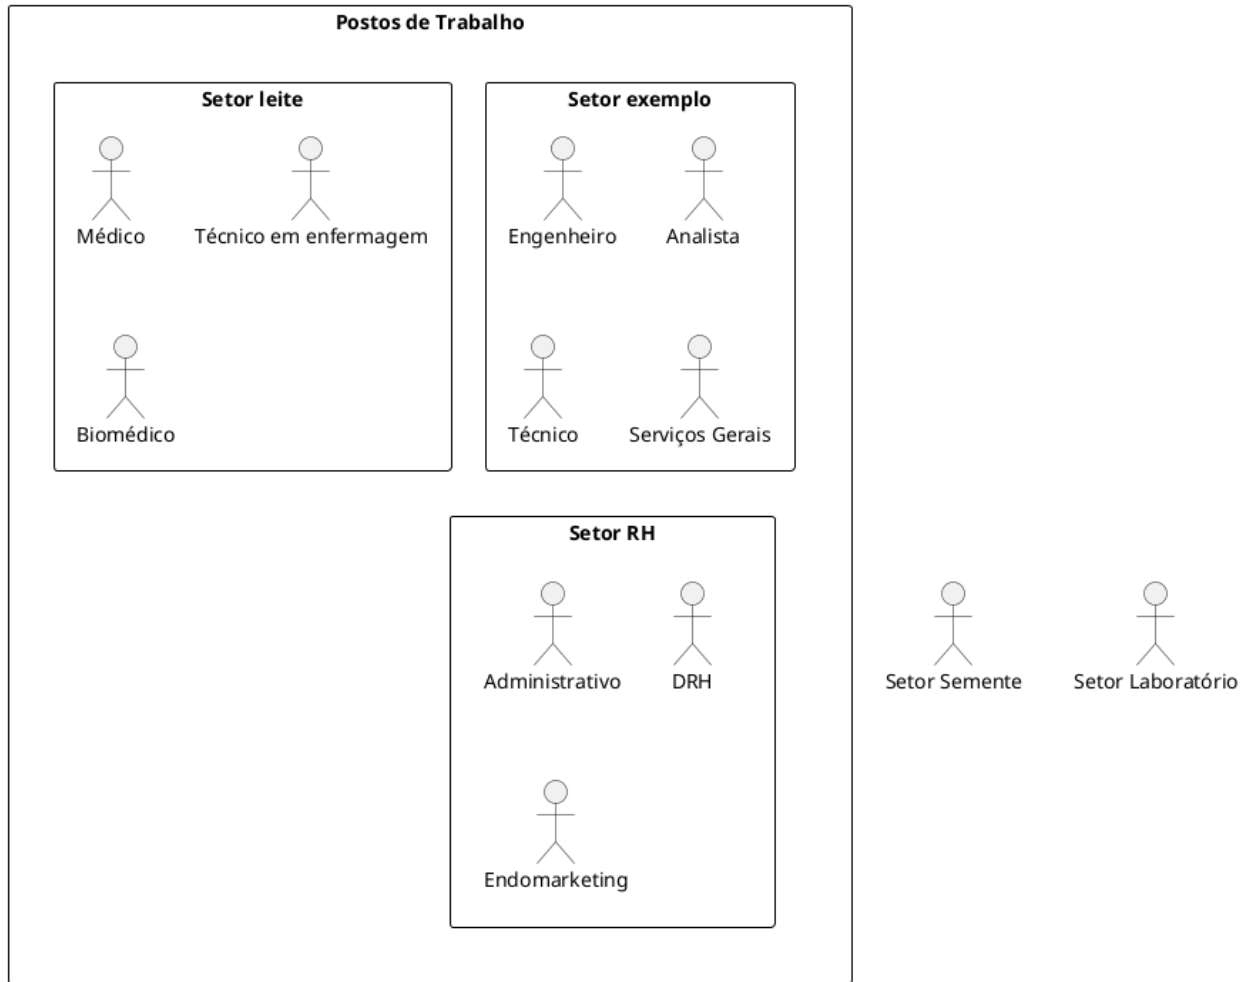 Postos de Trabalho
Setor leite
Setor exemplo
Médico
Técnico em enfermagem
Engenheiro
Analista
Biomédico
Técnico
Serviços Gerais
Setor RH
Administrativo
DRH
Setor Semente
Setor Laboratório
Endomarketing